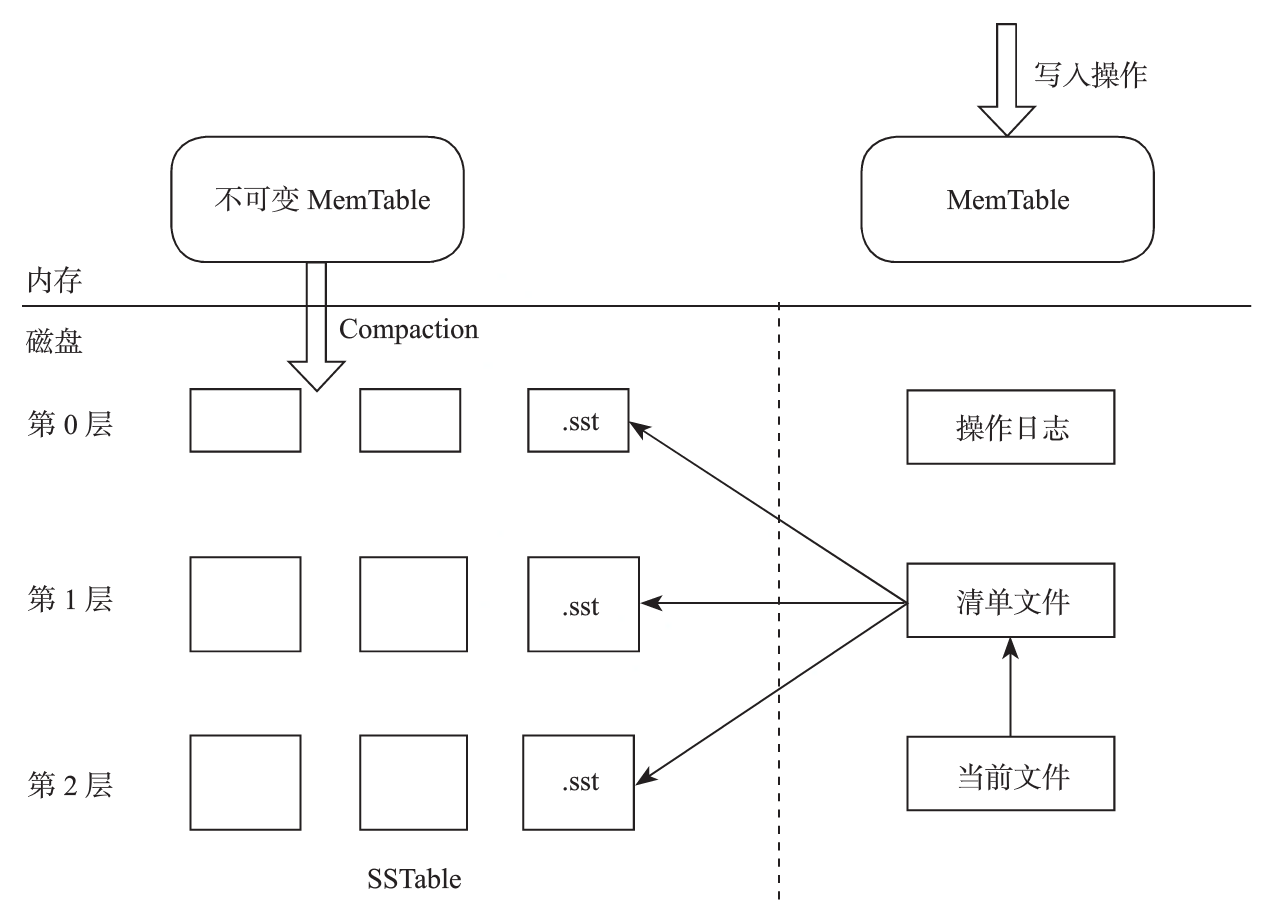 写入操作
不可变 MemTable
MemTable
内存
磁盘
Compaction
第 0 层
.sst
操作日志
第 1 层
.sst
清单文件
第 2 层
.sst
当前文件
SSTable